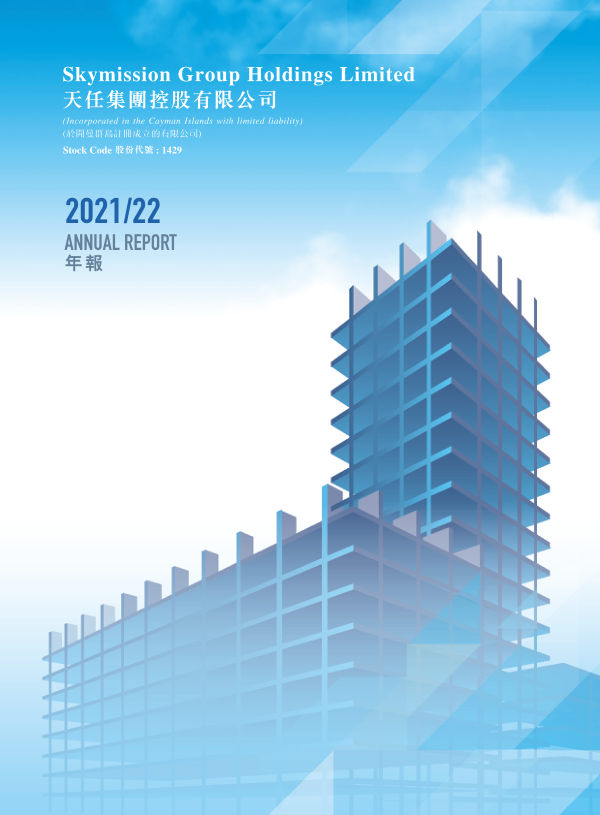 Skymission Group Holdings Limited
天任集團控股有限公司
(Incorporated in the Cayman Islands with limited liability)
(於開曼群島註冊成立的有限公司)
Stock Code 股份代號 : 1429
2021/22
ANNUAL REPORT
年報